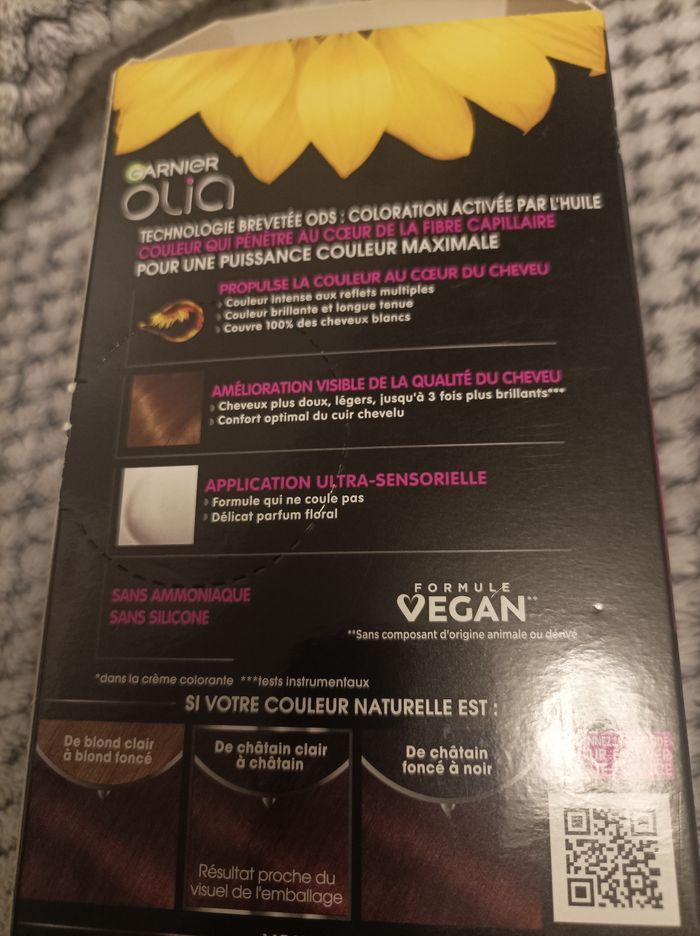 GARNIER
OLIA
TECHNOLOGIE BREVETÉE ODS : COLORATION ACTIVÉE PAR L'HUILE
COULEUR QUI PÉNÈTRE AU CŒUR DE LA FIBRE CAPILLAIRE
POUR UNE PUISSANCE COULEUR MAXIMALE
PROPULSE LA COULEUR AU CŒUR DU CHEVEU
Couleur intense aux reflets multiples
Couleur brillante et longue tenue
Couvre 100% des cheveux blancs
AMÉLIORATION VISIBLE DE LA QUALITÉ DU CHEVEU
Cheveux plus doux, légers, jusqu'à 3 fois plus brillants***
Confort optimal du cuir chevelu
APPLICATION ULTRA-SENSORIELLE
Formule qui ne coule pas
Délicat parfum floral
SANS AMMONIAQUE
SANS SILICONE
FORMULE
VEGAN**
**Sans composant d'origine animale ou dérivé
*dans la crème colorante ***tests instrumentaux
SI VOTRE COULEUR NATURELLE EST :
De blond clair
à blond foncé
De châtain clair
à châtain
De châtain
foncé à noir
Résultat proche du
visuel de l'emballage